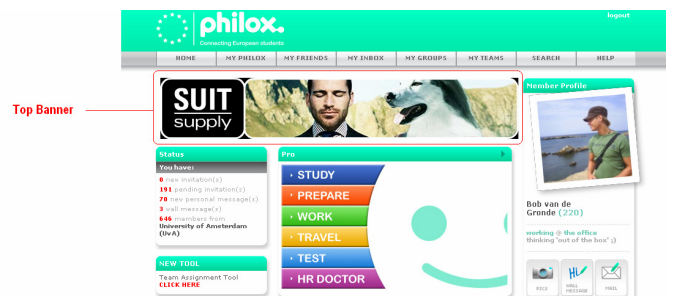 logout
philox.
Connecting European students
HOME MY PHILOX MY FRIENDS MY INBOX MY GROUPS MY TEAMS SEARCH HELP
Top Banner
SUIT
supply
Member Profile
Status
You have:
0 new invitation(s)
191 pending invitation(s)
70 new personal message(s)
3 wall message(s)
646 members from
University of Amsterdam
(UvA)
NEW TOOL
Team Assignment Tool
CLICK HERE
Pro
STUDY
PREPARE
WORK
TRAVEL
TEST
HR DOCTOR
Bob van de
Gronde (220)
working @ the office
thinking 'out of the box' ;)
WALL
MESSAGE
MAIL